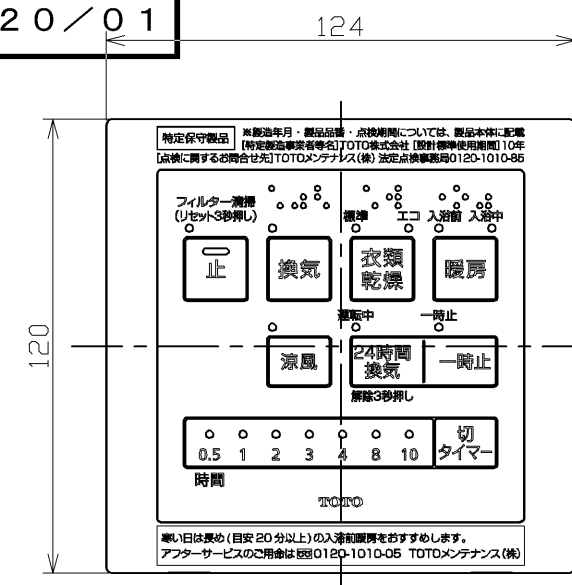 20/01
124
120
特定保守製品 ※製造年月・製品品番・点検期間については、製品本体に記載
[特定製造事業者等名]TOTO株式会社 [設計標準使用期間]10年
[点検に関するお問合せ先]TOTOメンテナンス(株) 法定点検事務局0120-1010-85
フィルター清掃
(リセット3秒押し)
標準 エコ 入浴前 入浴中
止 換気 衣類乾燥 暖房
運転中 一時止
涼風 24時間換気 一時止
解除3秒押し
0.5 1 2 3 4 8 10 切タイマー
時間
TOTO
寒い日は長め(目安20分以上)の入浴前暖房をおすすめします。
アフターサービスのご用命は 0120-1010-05 TOTOメンテナンス(株)